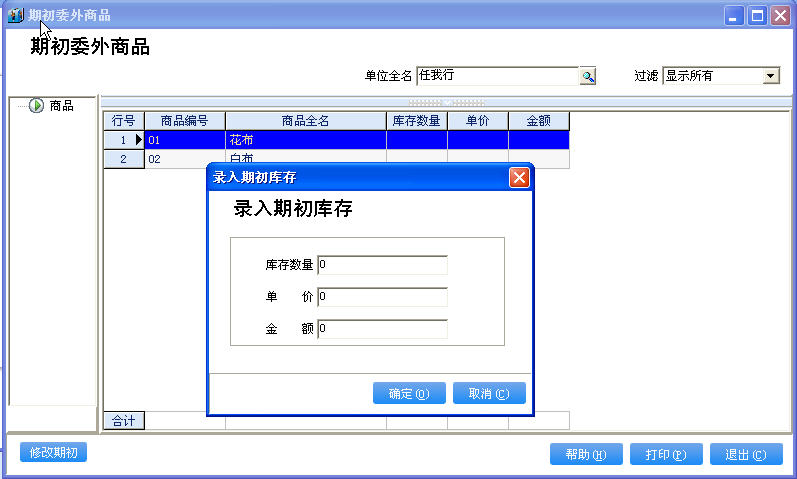 期初委外商品
期初委外商品
单位全名 任我行 过滤 显示所有
商品
行号 商品编号 商品全名 库存数量 单价 金额
1 01 花布
2 02 白布
录入期初库存
录入期初库存
库存数量 0
单 价 0
金 额 0
确定(O) 取消(C)
合计
修改期初 帮助(H) 打印(P) 退出(C)